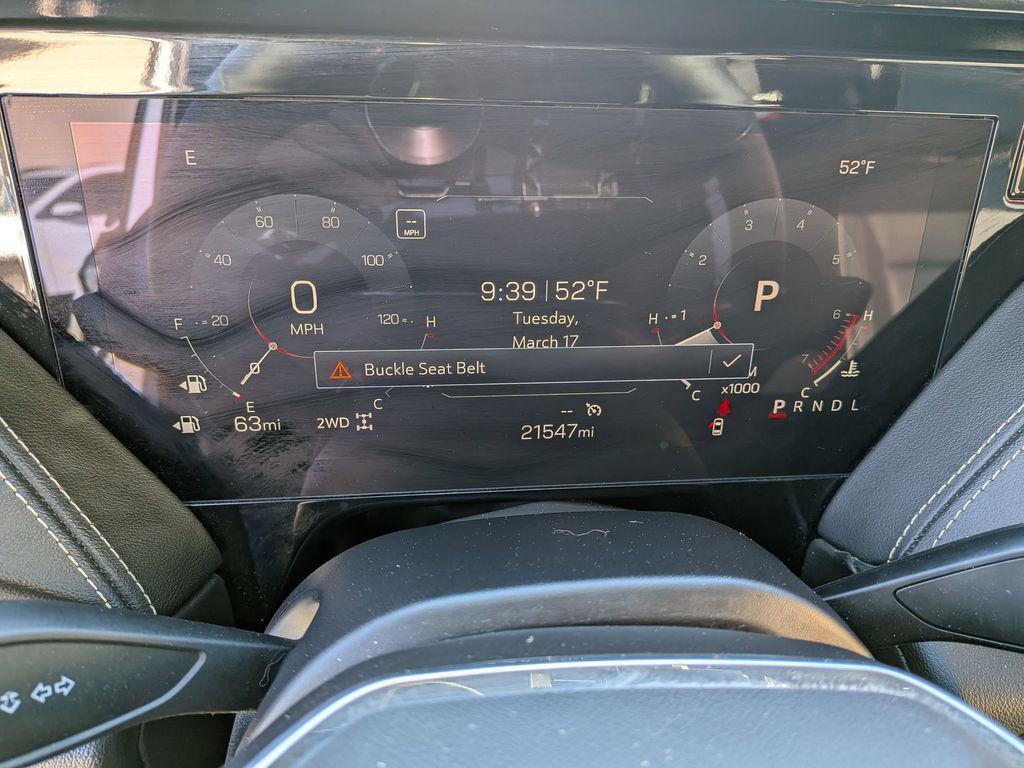 E
52°F
60 80
3 4
-- MPH
40 100
2 5
0
MPH
9:39 | 52°F
P
F 20 120 H
H 1 6 H
Tuesday,
March 17
Buckle Seat Belt
0
7
C
C
C
x1000
E
63mi
2WD
--
21547mi
P R N D L